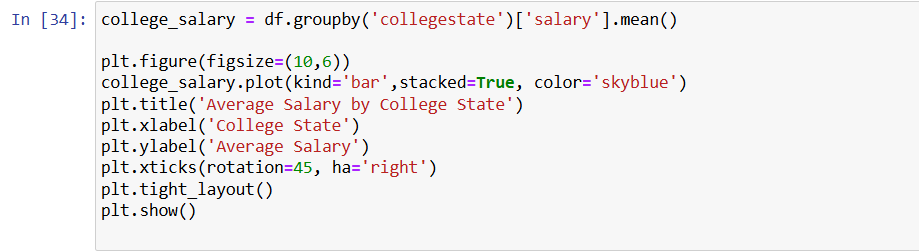 In [34]: college_salary = df.groupby('collegestate')['salary'].mean()
plt.figure(figsize=(10,6))
college_salary.plot(kind='bar',stacked=True, color='skyblue')
plt.title('Average Salary by College State')
plt.xlabel('College State')
plt.ylabel('Average Salary')
plt.xticks(rotation=45, ha='right')
plt.tight_layout()
plt.show()